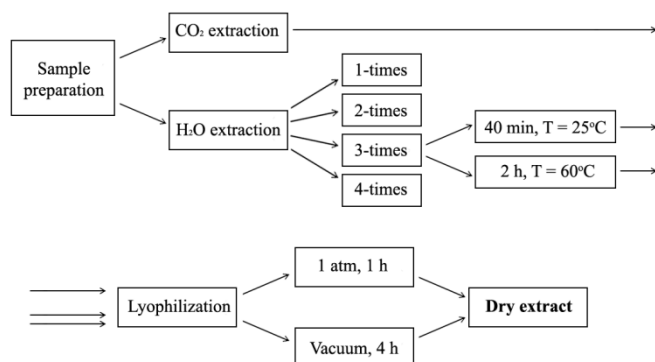 CO₂ extraction
Sample
preparation
H₂O extraction
1-times
2-times
3-times
4-times
40 min, T = 25°C
2 h, T = 60°C
Lyophilization
1 atm, 1 h
Vacuum, 4 h
Dry extract